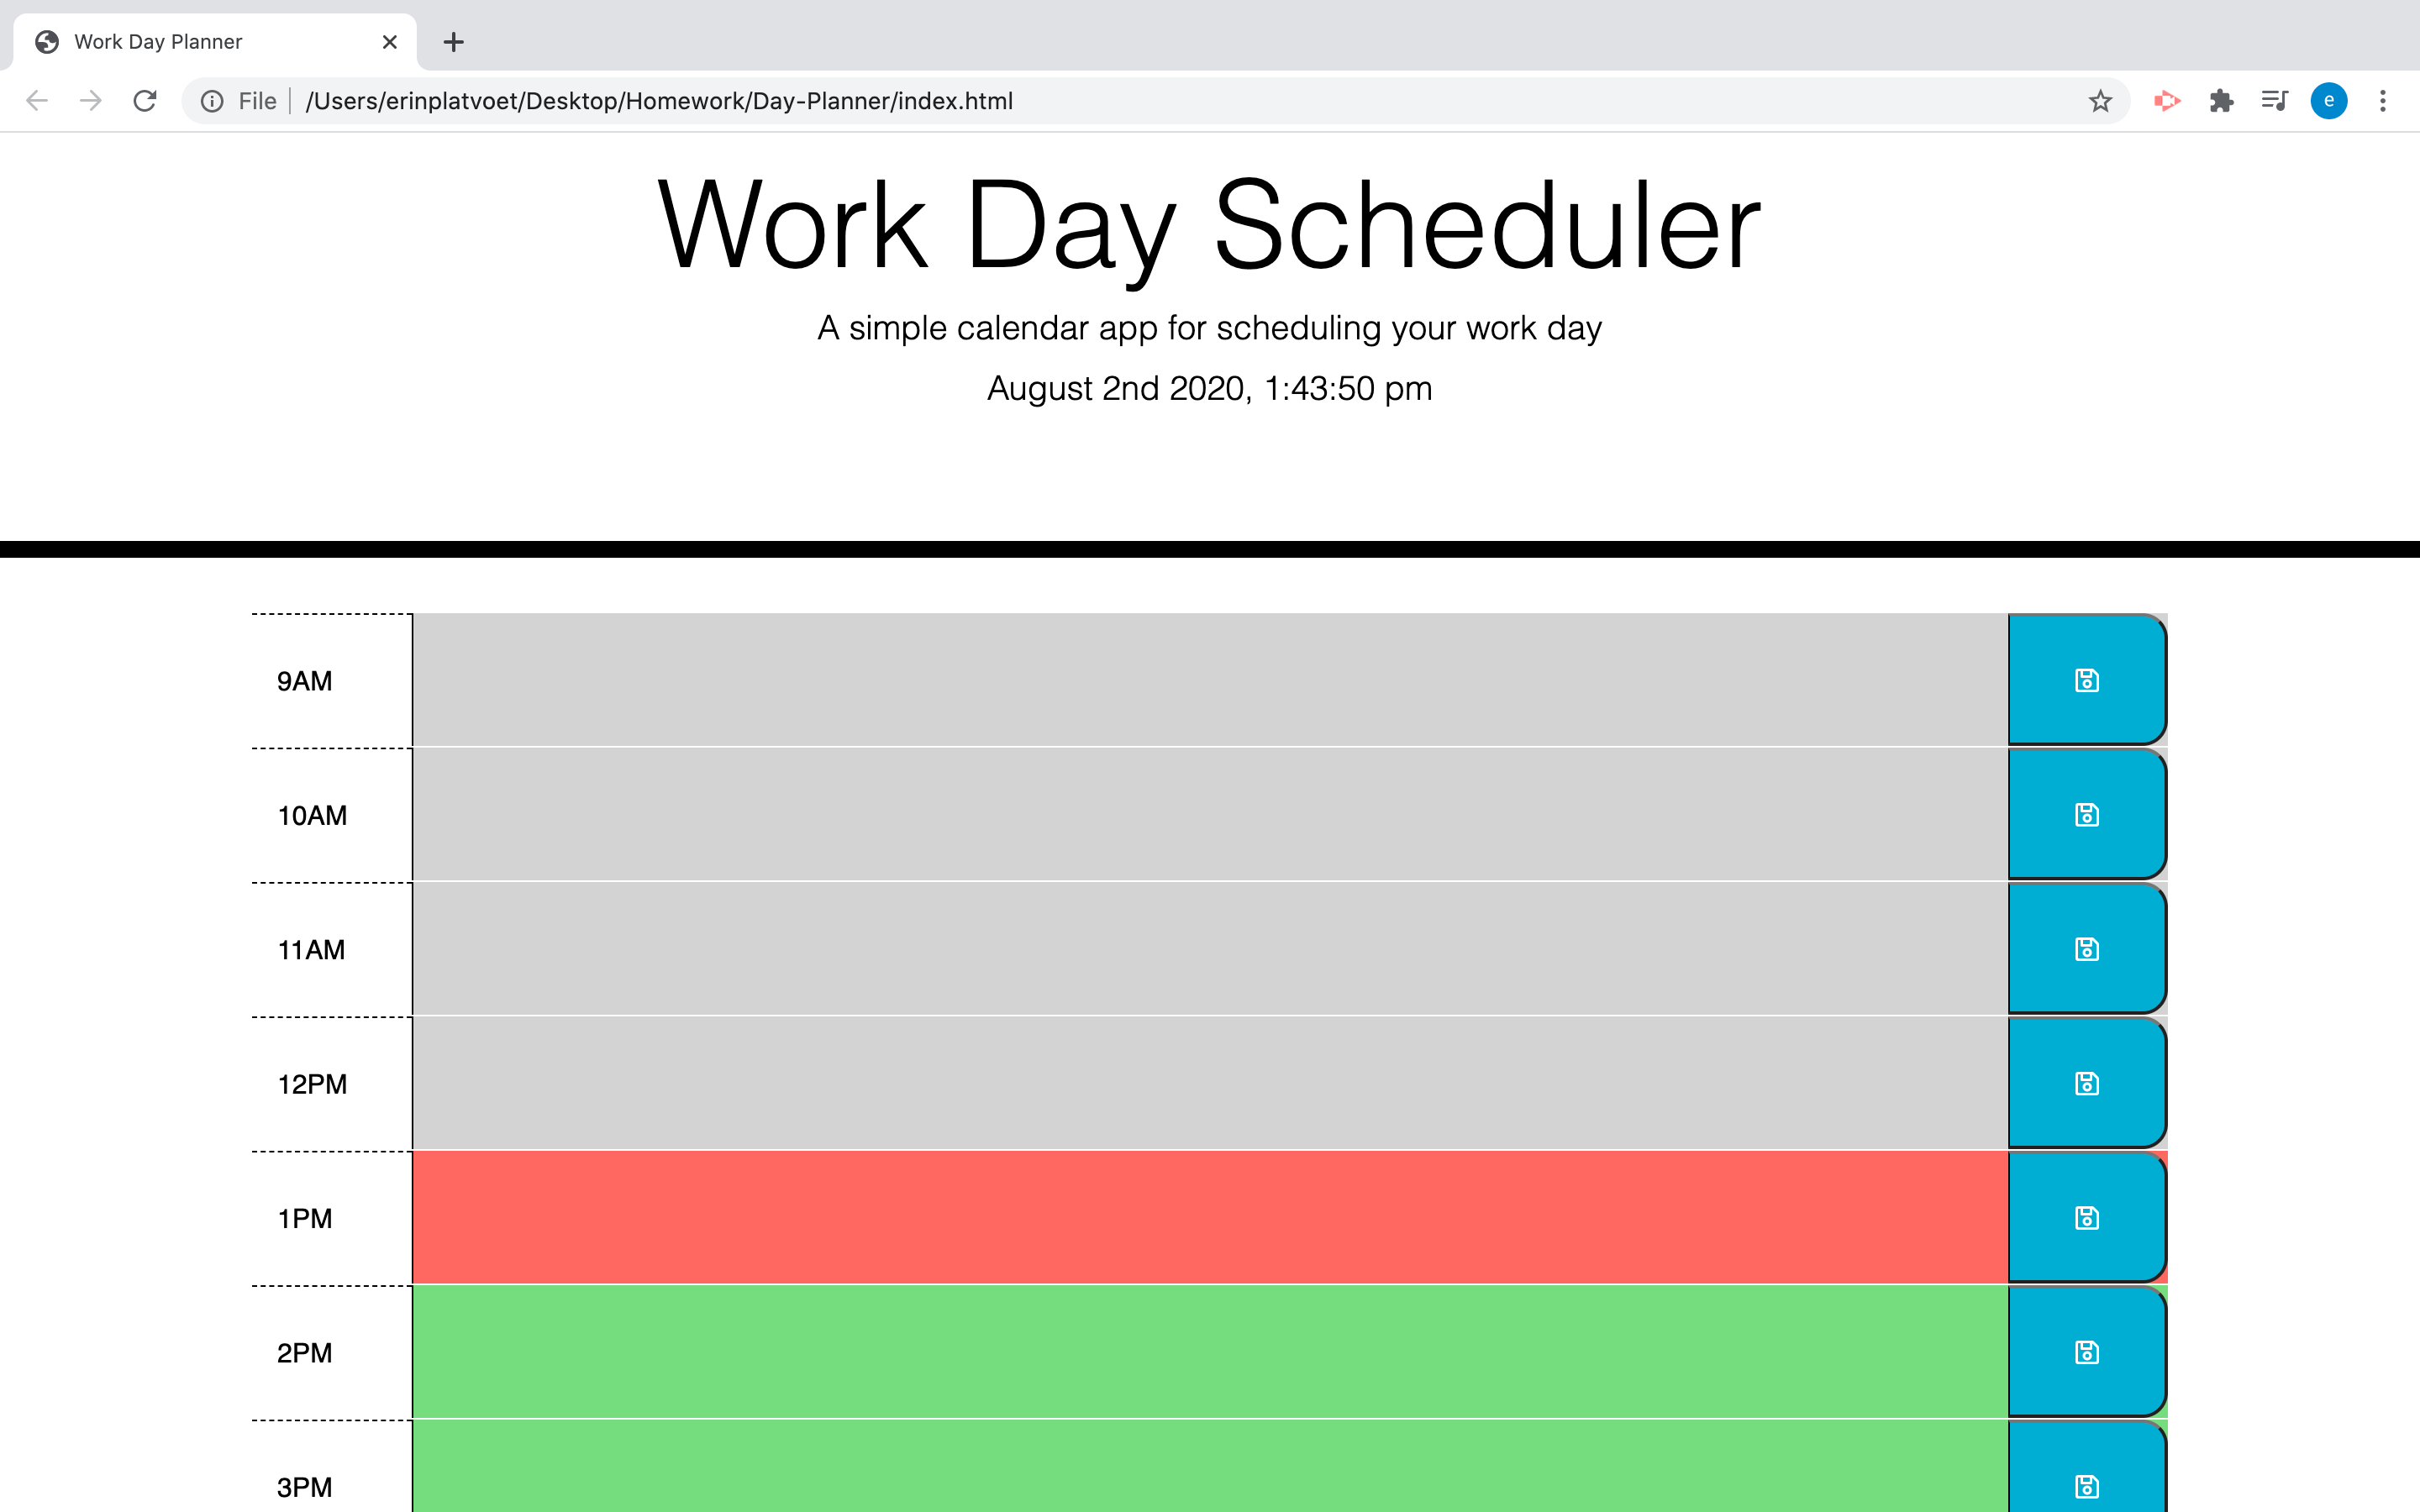 Work Day Planner
File /Users/erinplatvoet/Desktop/Homework/Day-Planner/index.html
e
Work Day Scheduler
A simple calendar app for scheduling your work day
August 2nd 2020, 1:43:50 pm
9AM
10AM
11AM
12PM
1PM
2PM
3PM